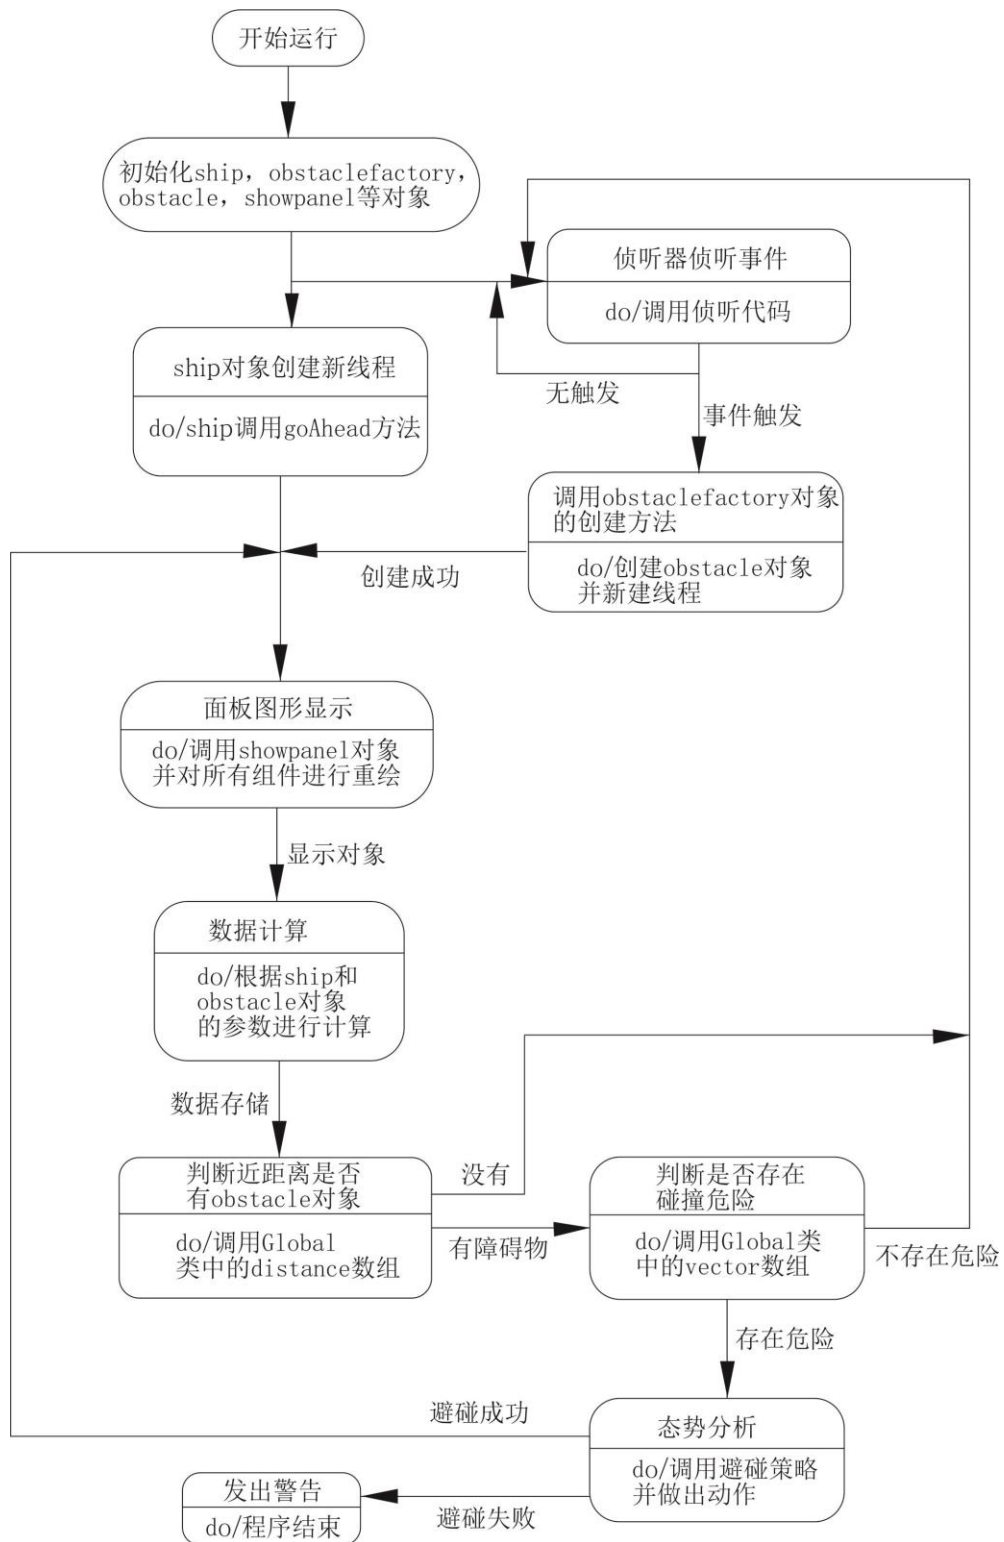 开始运行
初始化ship，obstaclefactory，
obstacle，showpanel等对象
侦听器侦听事件
do/调用侦听代码
ship对象创建新线程
do/ship调用goAhead方法
无触发
事件触发
调用obstaclefactory对象
的创建方法
do/创建obstacle对象
并新建线程
创建成功
面板图形显示
do/调用showpanel对象
并对所有组件进行重绘
显示对象
数据计算
do/根据ship和
obstacle对象
的参数进行计算
数据存储
判断近距离是否
有obstacle对象
do/调用Global
类中的distance数组
没有
有障碍物
判断是否存在
碰撞危险
do/调用Global类
中的vector数组
不存在危险
存在危险
避碰成功
态势分析
do/调用避碰策略
并做出动作
避碰失败
发出警告
do/程序结束